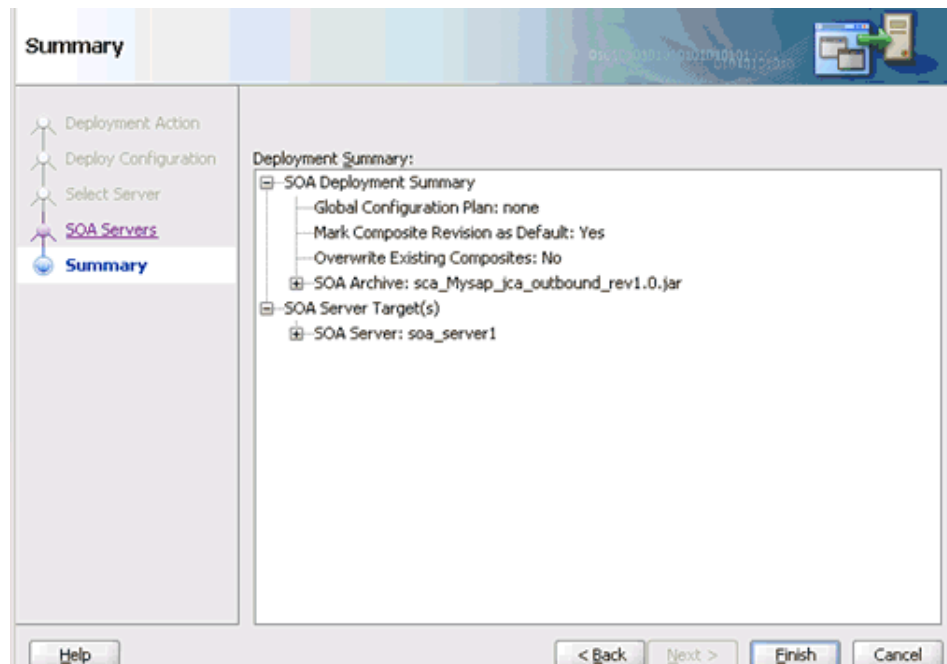 Summary
Deployment Action
Deploy Configuration
Select Server
SOA Servers
Summary
Deployment Summary:
SOA Deployment Summary
Global Configuration Plan: none
Mark Composite Revision as Default: Yes
Overwrite Existing Composites: No
SOA Archive: sca_Mysap_jca_outbound_rev1.0.jar
SOA Server Target(s)
SOA Server: soa_server1
Help
< Back
Next >
Finish
Cancel